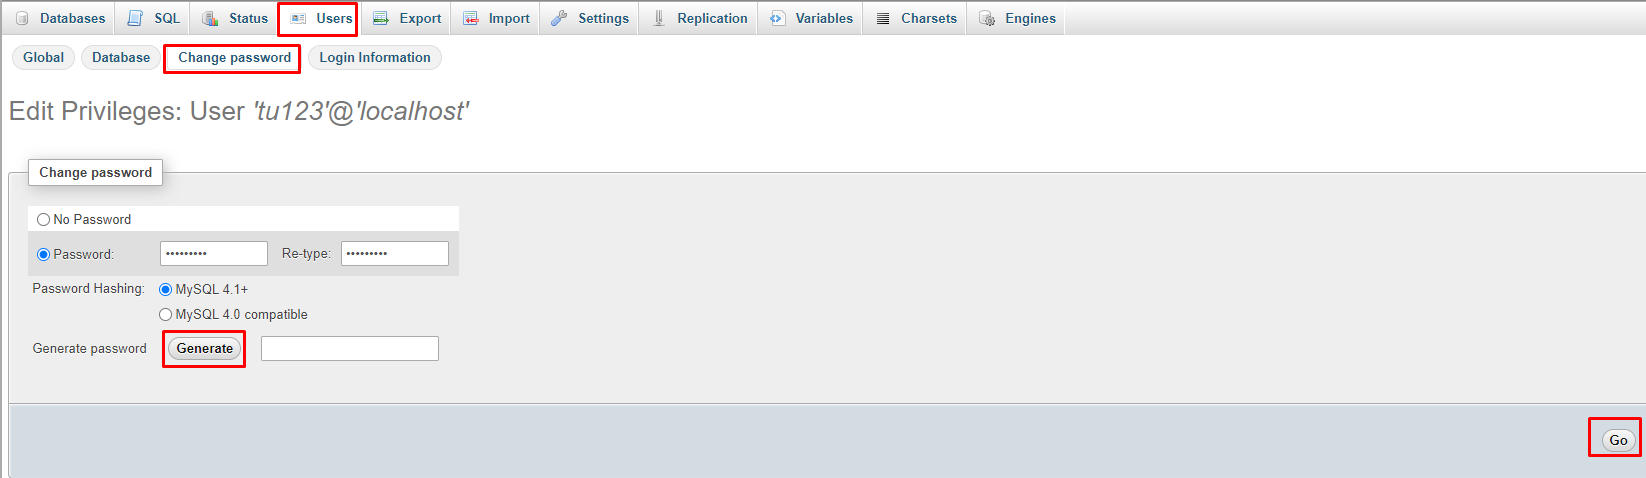 Databases SQL Status Users Export Import Settings Replication Variables Charsets Engines
Global Database Change password Login Information
Edit Privileges: User 'tu123'@'localhost'
Change password
No Password
Password: ••••••••• Re-type: •••••••••
Password Hashing: MySQL 4.1+
MySQL 4.0 compatible
Generate password Generate
Go